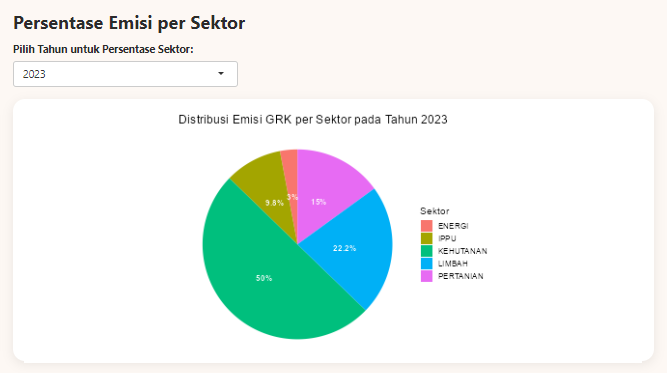 Persentase Emisi per Sektor
Pilih Tahun untuk Persentase Sektor:
2023
Distribusi Emisi GRK per Sektor pada Tahun 2023
3%
9.8%
15%
22.2%
50%
Sektor
ENERGI
IPPU
KEHUTANAN
LIMBAH
PERTANIAN